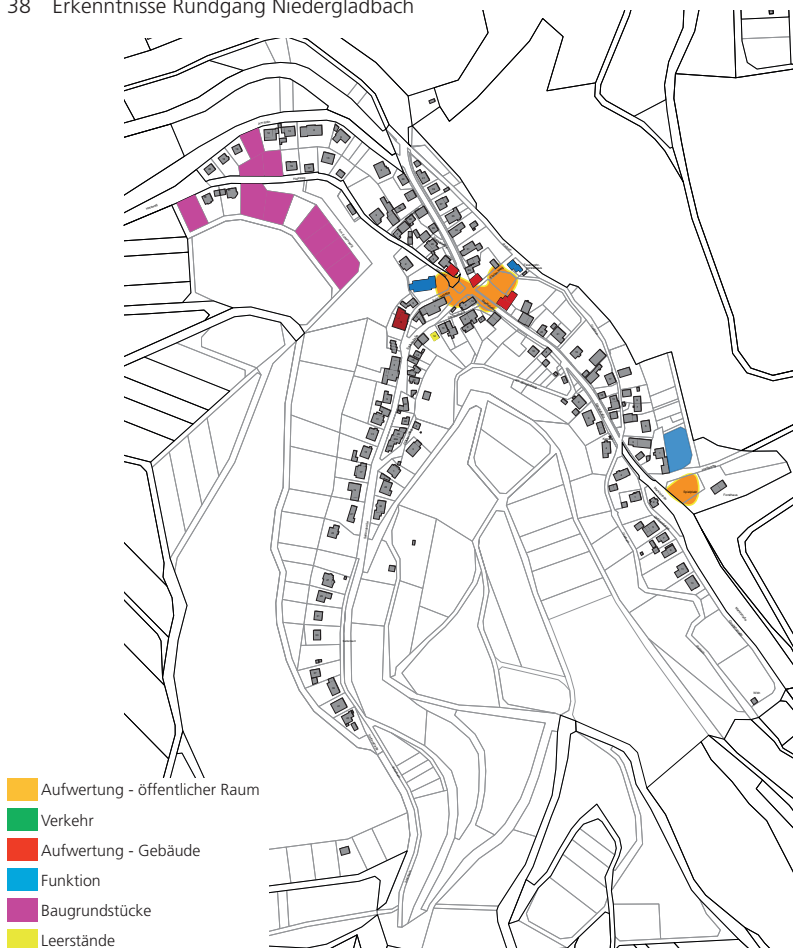 38 Erkenntnisse Rundgang Niedergladbach
Aufwertung - öffentlicher Raum
Verkehr
Aufwertung - Gebäude
Funktion
Baugrundstücke
Leerstände